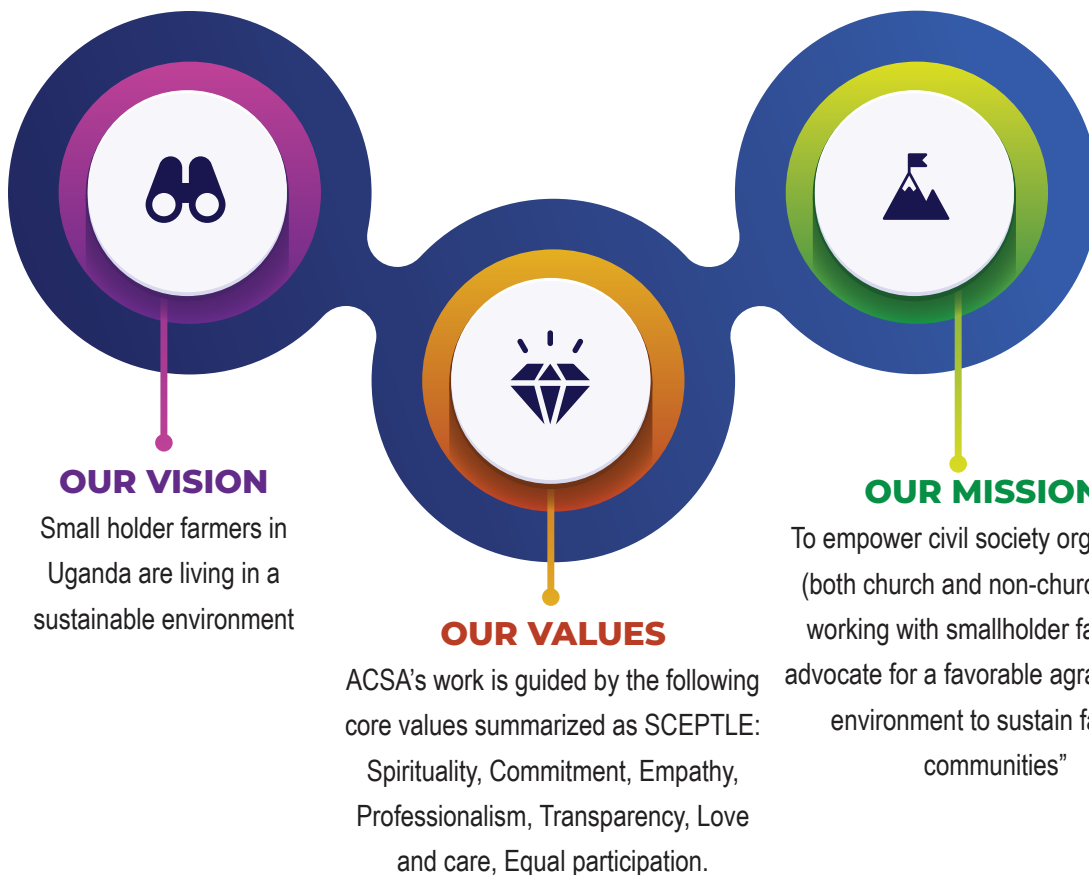 OUR VISION
Small holder farmers in
Uganda are living in a
sustainable environment
OUR VALUES
ACSA’s work is guided by the following
core values summarized as SCEPTLE:
Spirituality, Commitment, Empathy,
Professionalism, Transparency, Love
and care, Equal participation.
OUR MISSION
To empower civil society
(both church and
working with smallholder
advocate for a favorable
environment to sustain
communities”